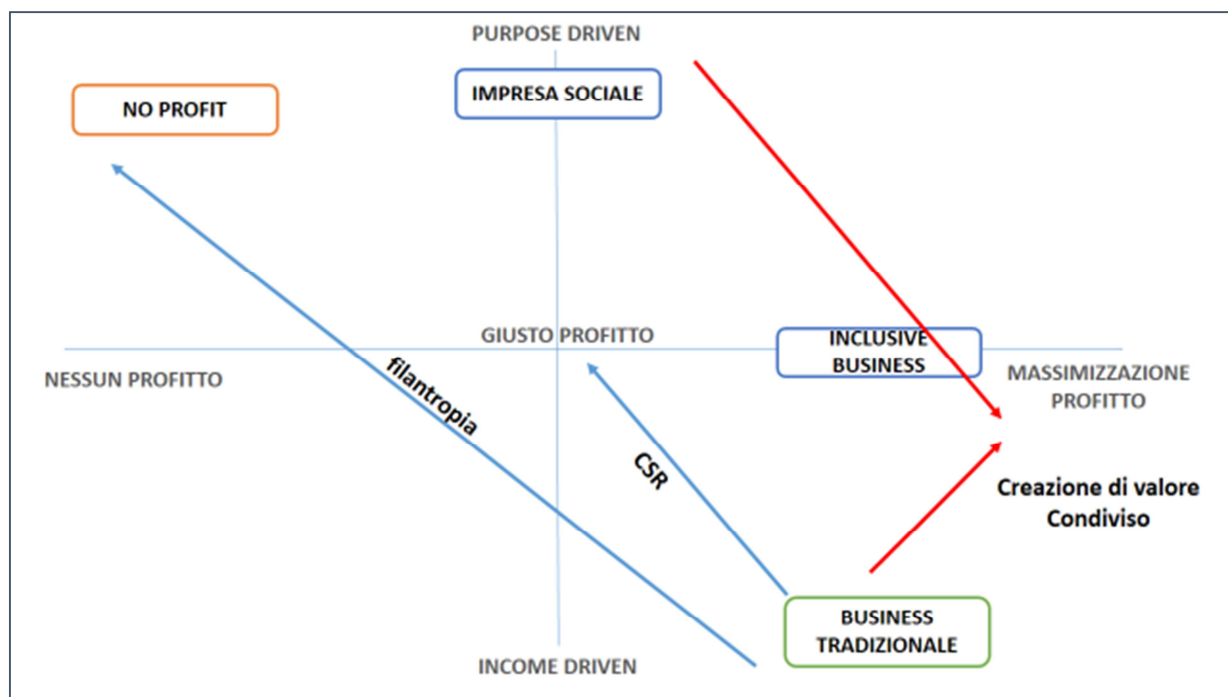 PURPOSE DRIVEN
NO PROFIT
IMPRESA SOCIALE
GIUSTO PROFITTO
INCLUSIVE
BUSINESS
NESSUN PROFITTO
MASSIMIZZAZIONE
PROFITTO
filantropia
CSR
Creazione di valore
Condiviso
BUSINESS
TRADIZIONALE
INCOME DRIVEN